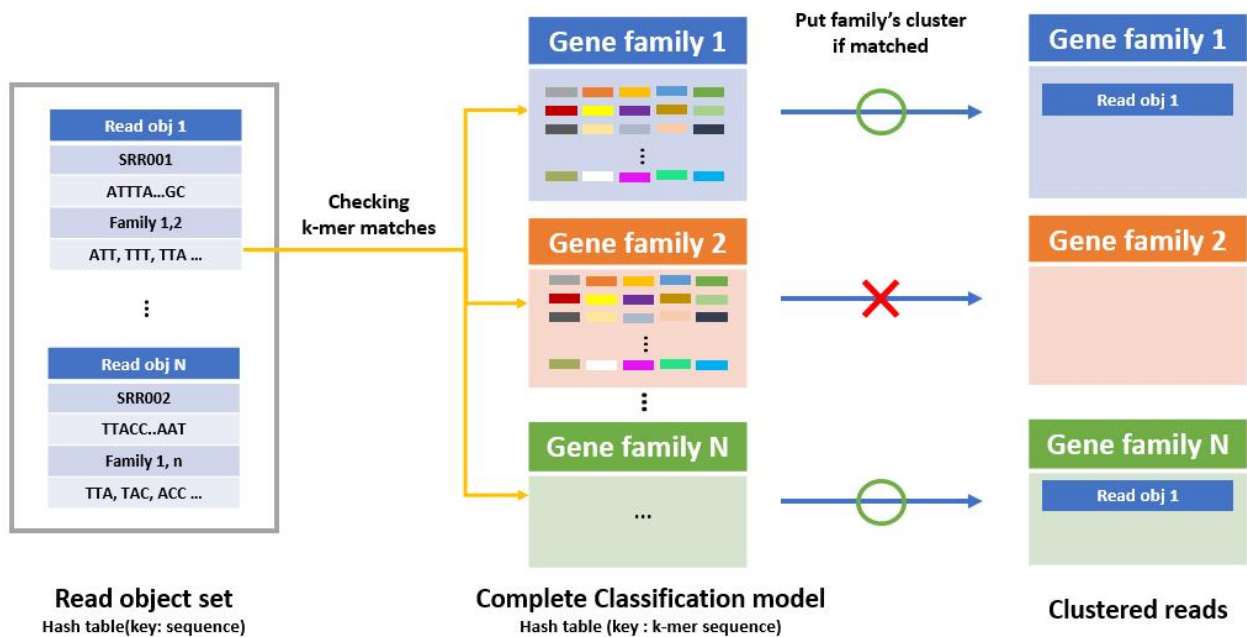 Read obj 1
SRR001
ATTTA...GC
Family 1,2
ATT, TTT, TTA ...
⋮
Read obj N
SRR002
TTACC..AAT
Family 1, n
TTA, TAC, ACC ...
Read object set
Hash table(key: sequence)
Checking
k-mer matches
Gene family 1
⋮
Gene family 2
⋮
⋮
Gene family N
...
Complete Classification model
Hash table (key : k-mer sequence)
Put family's cluster
if matched
Gene family 1
Read obj 1
Gene family 2
Gene family N
Read obj 1
Clustered reads